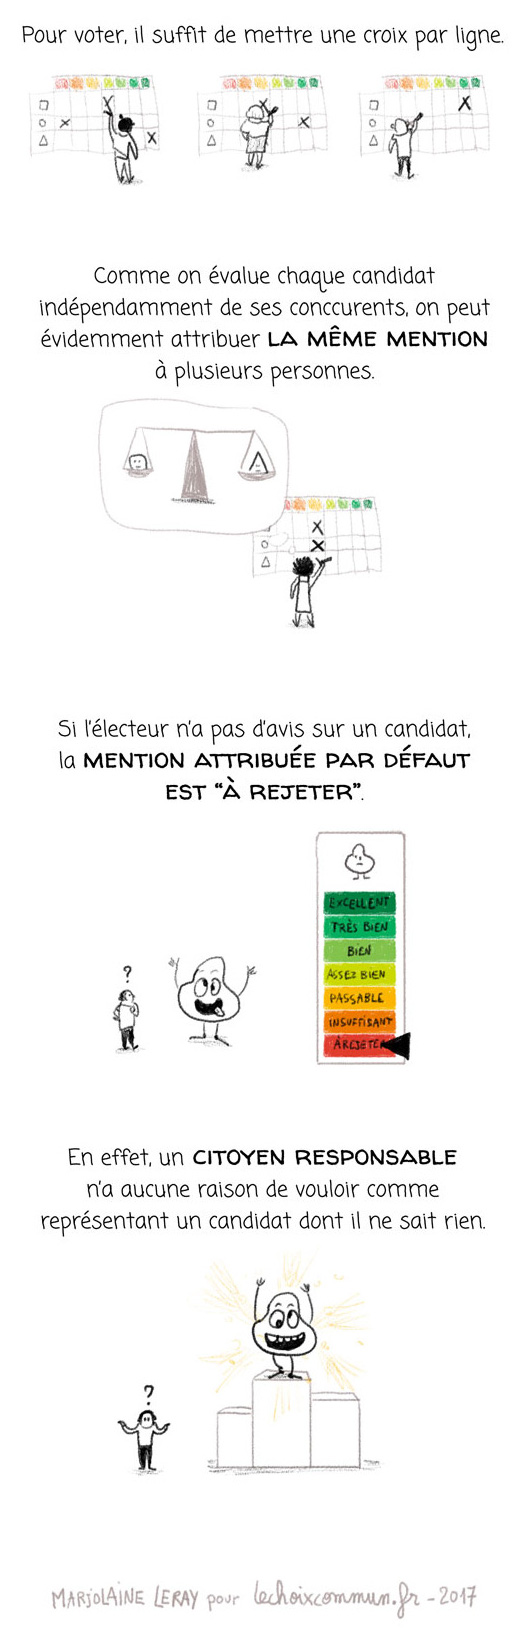 Pour voter, il suffit de mettre une croix par ligne.
Comme on évalue chaque candidat
indépendamment de ses conccurents, on peut
évidemment attribuer LA MÊME MENTION
à plusieurs personnes.
Si l'électeur n'a pas d'avis sur un candidat,
la MENTION ATTRIBUÉE PAR DÉFAUT
EST “À REJETER”.
?
EXCELLENT
TRÈS BIEN
BIEN
ASSEZ BIEN
PASSABLE
INSUFFISANT
À REJETER
En effet, un CITOYEN RESPONSABLE
n'a aucune raison de vouloir comme
représentant un candidat dont il ne sait rien.
?
MARJOLAINE LERAY pour lechoixcommun.fr - 2017